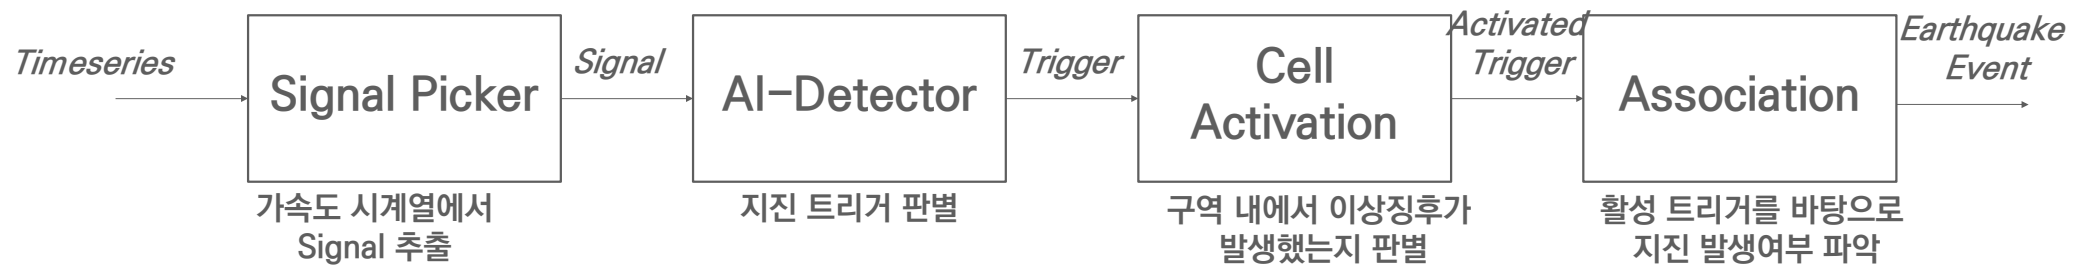 Timeseries
Signal Picker
가속도 시계열에서
Signal 추출
Signal
AI-Detector
지진 트리거 판별
Trigger
Cell
Activation
구역 내에서 이상징후가
발생했는지 판별
Activated
Trigger
Association
활성 트리거를 바탕으로
지진 발생여부 파악
Earthquake
Event